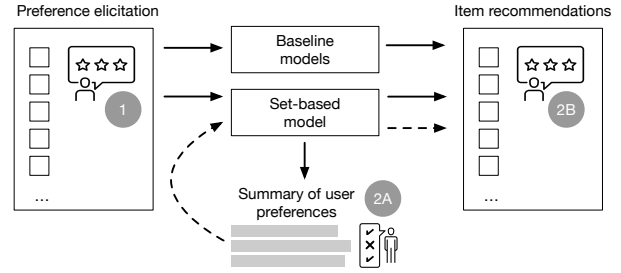 Preference elicitation
Item recommendations
Baseline
models
1
Set-based
model
2B
Summary of user
preferences
2A
...
...